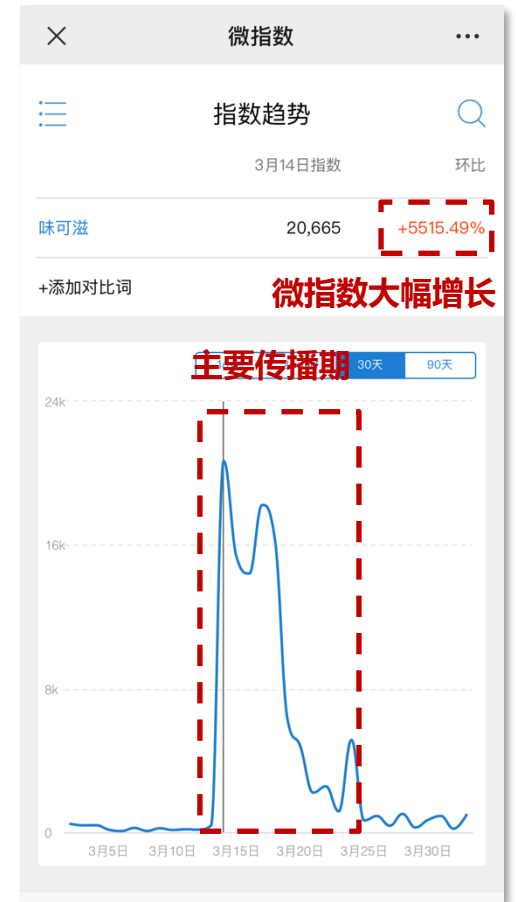 微指数
指数趋势
3月14日指数
环比
味可滋
20,665
+5515.49%
+添加对比词
微指数大幅增长
主要传播期
30天
90天
24k
16k
8k
0
3月5日
3月10日
3月15日
3月20日
3月25日
3月30日